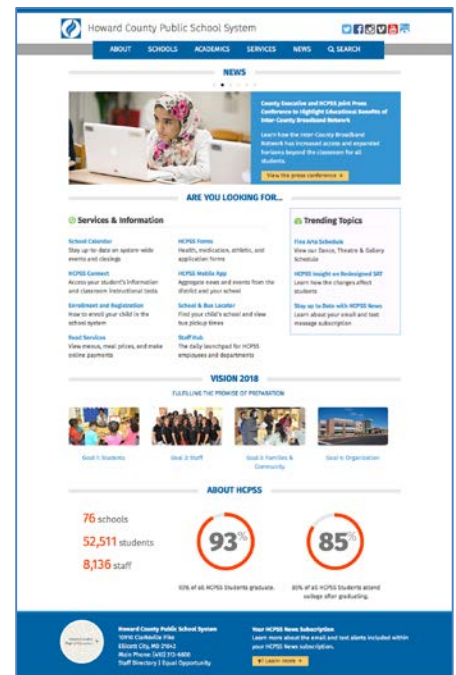 Howard County Public School System
ABOUT SCHOOLS ACADEMICS SERVICES NEWS SEARCH
NEWS
County Executive and HCPSS Joint Press
Conference to Highlight Educational Benefits of
Inter-County Broadband
Network
Learn how the Inter-County Broadband
Network has increased access and expanded
horizons beyond the classroom for all
students.
View the press conference
ARE YOU LOOKING FOR...
Services & Information
School Calendar
Stay up-to-date on system-wide
events and closings
HCPSS Connect
Access your student's information
and classroom instructional tools
Enrollment and Registration
How to enroll your child in the
school system
Food Services
View menus, meal prices, and make
online payments
HCPSS Forms
Health, medication, athletic, and
application forms
HCPSS Mobile App
Aggregate news and events from the
district and your school
School & Bus Locator
Find your child's school and view
bus pickup times
Staff Hub
The daily launchpad for HCPSS
employees and departments
Trending Topics
Fine Arts Schedule
View our Dance, Theatre & Gallery
Schedule
HCPSS Insight on Redesigned SAT
Learn how the changes affect
students
Stay up to Date with HCPSS News
Learn about your email and text
message subscription
VISION 2018
FULFILLING THE PROMISE OF PREPARATION
Goal 1: Students
Goal 2: Staff
Goal 3: Families &
Community
Goal 4: Organization
ABOUT HCPSS
76 schools
52,511 students
8,136 staff
93%
93% of all HCPSS Students graduate.
85%
85% of all HCPSS Students attend
college after graduating.
Howard County Public School System
10910 Clarksville Pike
Ellicott City, MD 21042
Main Phone: (410) 313-6600
Staff Directory | Equal Opportunity
Your HCPSS News Subscription
Learn more about the email and text alerts included within
your HCPSS News subscription.
Learn more